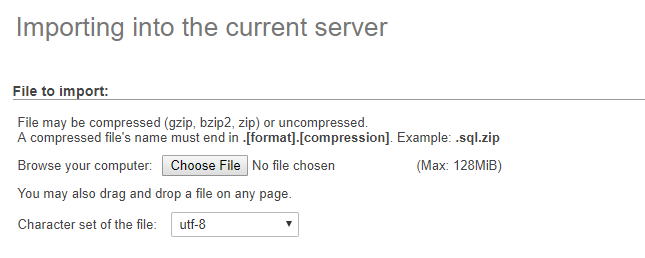 Importing into the current server
File to import:
File may be compressed (gzip, bzip2, zip) or uncompressed.
A compressed file's name must end in .[format].[compression]. Example: .sql.zip
Browse your computer: Choose File No file chosen (Max: 128MiB)
You may also drag and drop a file on any page.
Character set of the file: utf-8